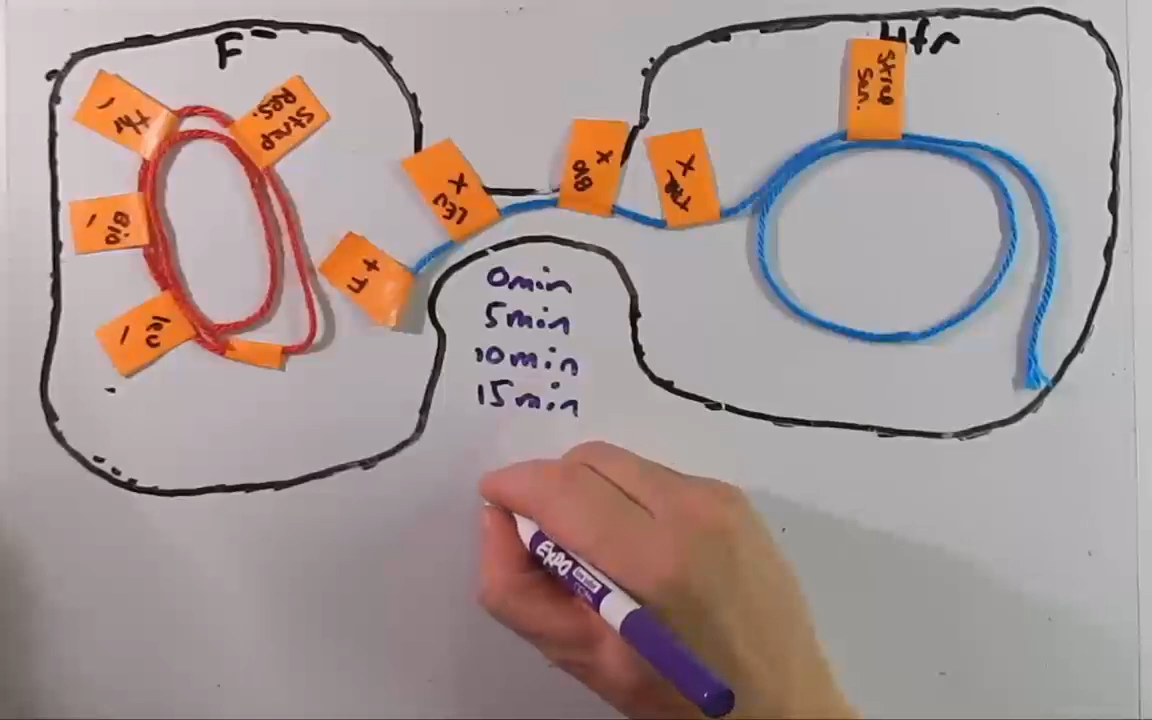 F⁻
Hfr
thr
-
Strep
Res.
Bio
-
leu
-
LEU
+
BIO
+
THR
+
Strep
Sen.
0min
5min
10min
15min
EXPO